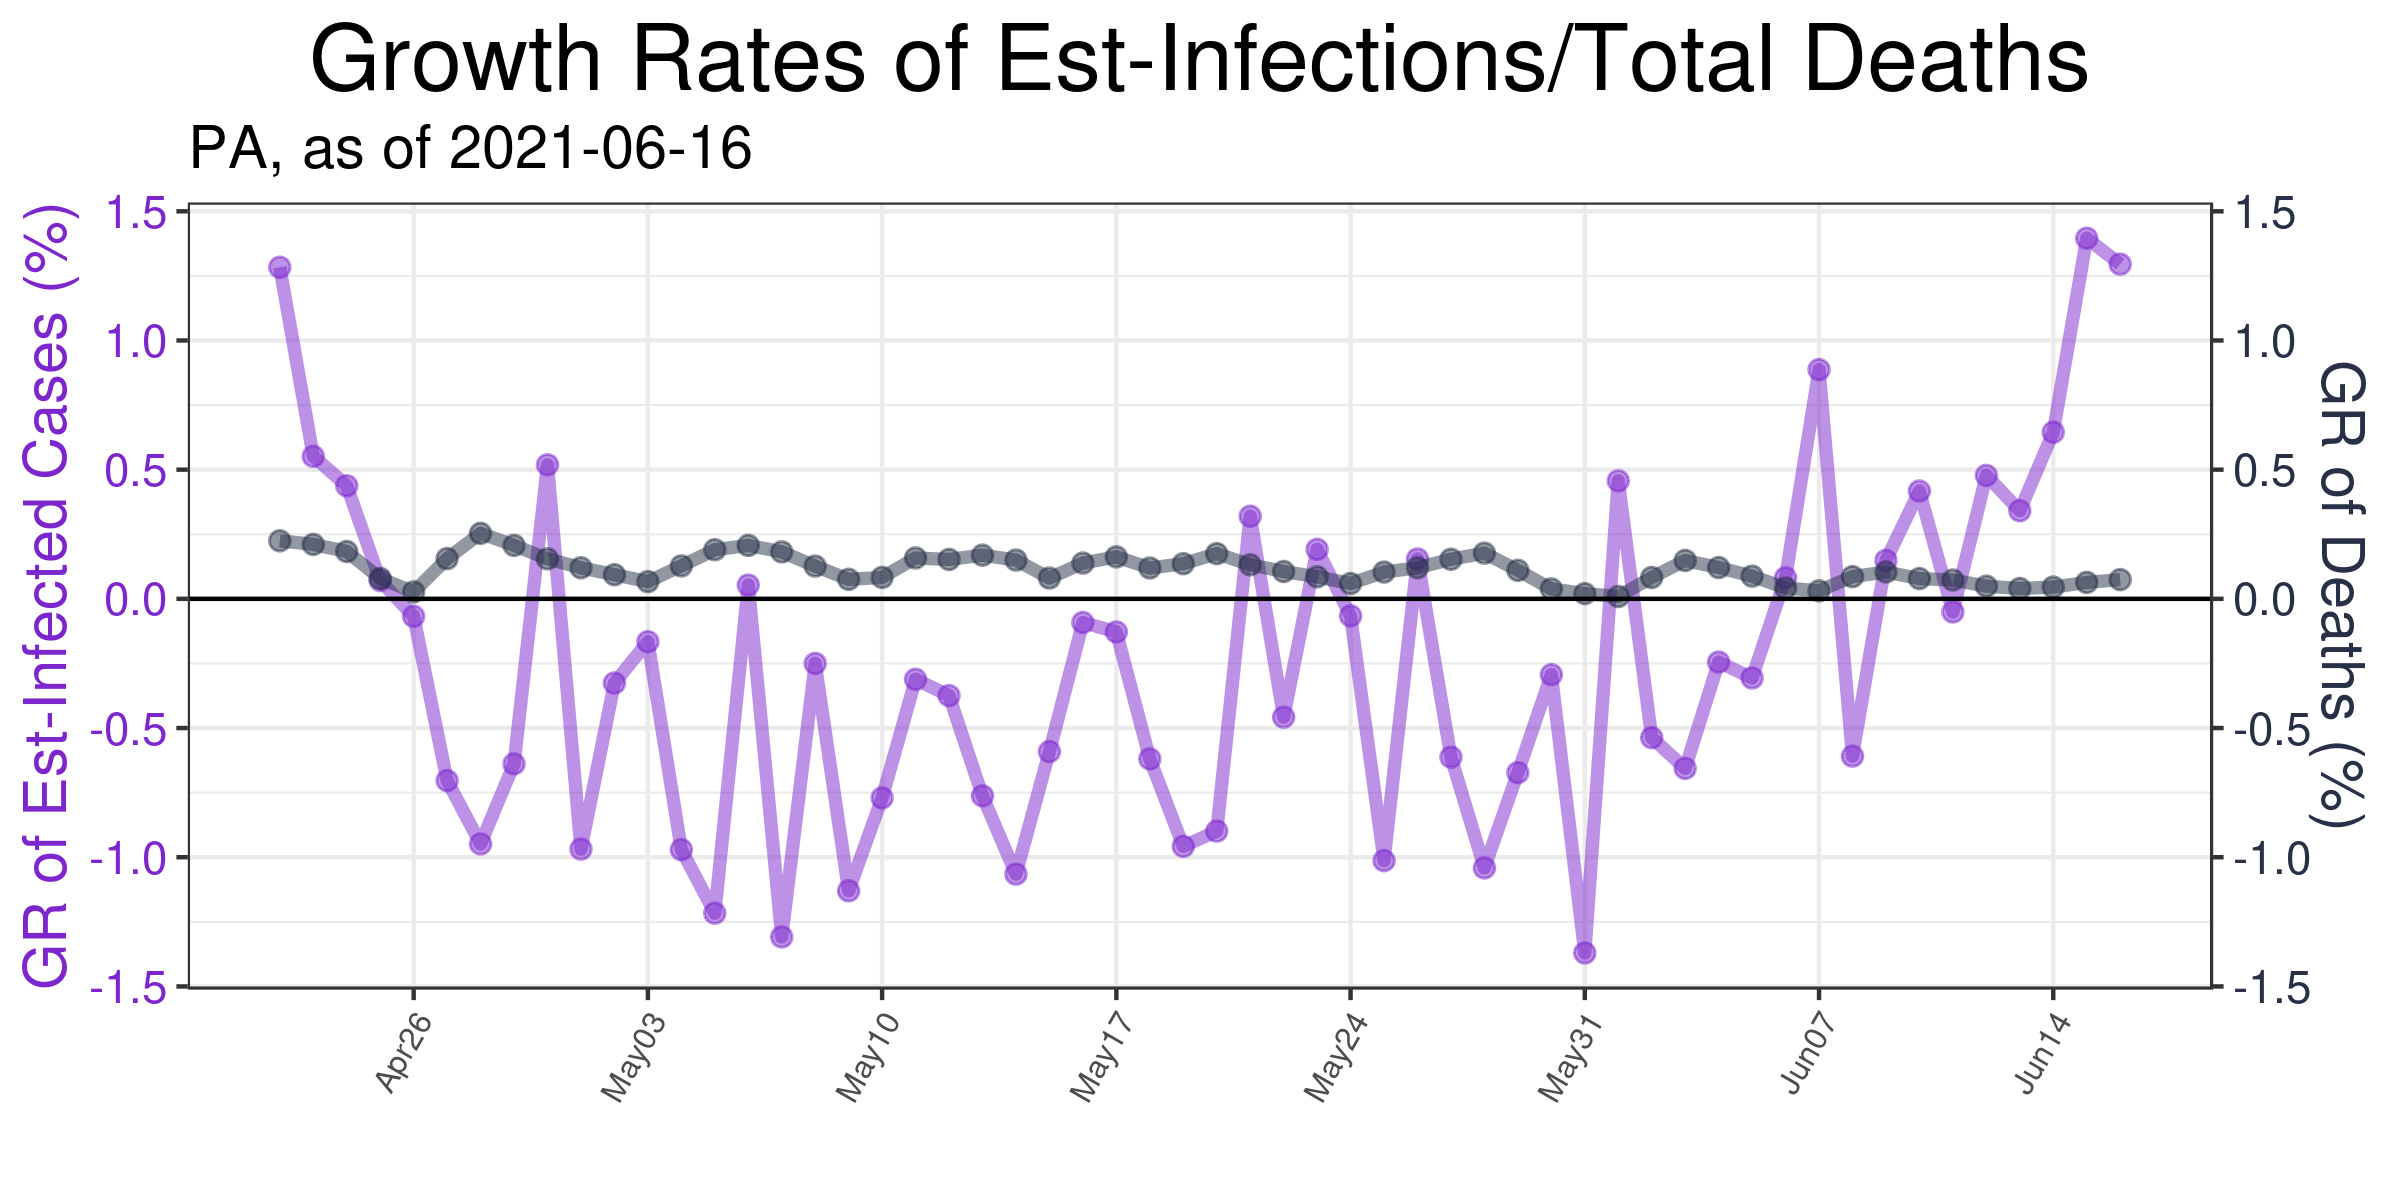 Growth Rates of Est-Infections/Total Deaths
PA, as of 2021-06-16
GR of Est-Infected Cases (%)
1.5
1.0
0.5
0.0
-0.5
-1.0
-1.5
1.5
1.0
0.5
0.0
-0.5
-1.0
-1.5
GR of Deaths (%)
Apr26
May03
May10
May17
May24
May31
Jun07
Jun14